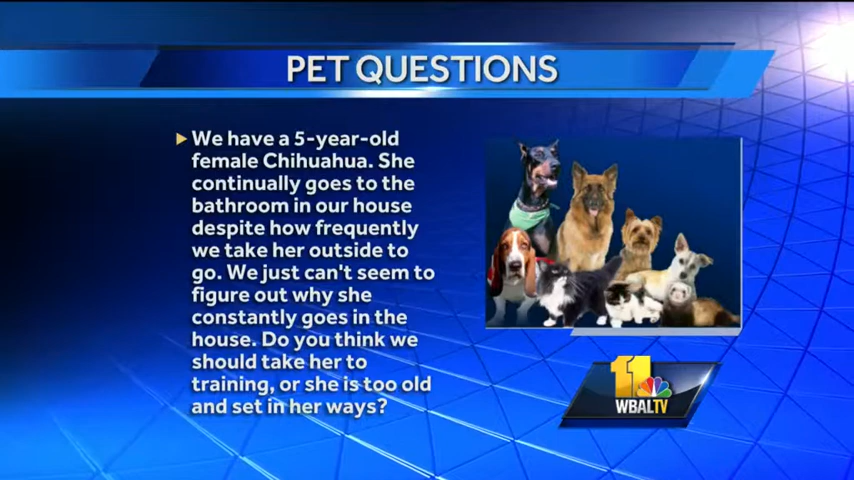 PET QUESTIONS
We have a 5-year-old
female Chihuahua. She
continually goes to the
bathroom in our house
despite how frequently
we take her outside to
go. We just can't seem to
figure out why she
constantly goes in the
house. Do you think we
should take her to
training, or she is too old
and set in her ways?
11
WBALTV